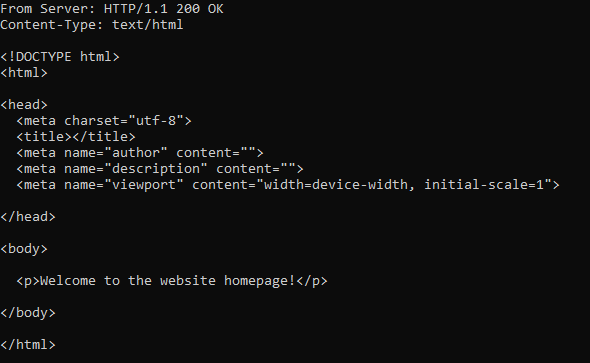 From Server: HTTP/1.1 200 OK
Content-Type: text/html

<!DOCTYPE html>
<html>

<head>
  <meta charset="utf-8">
  <title></title>
  <meta name="author" content="">
  <meta name="description" content="">
  <meta name="viewport" content="width=device-width, initial-scale=1">

</head>

<body>

  <p>Welcome to the website homepage!</p>

</body>

</html>